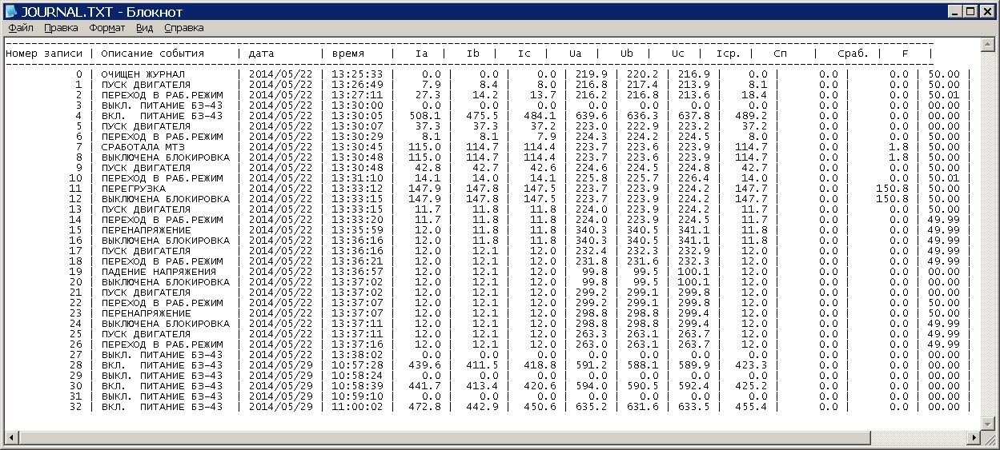 JOURNAL.TXT - Блокнот
Файл Правка Формат Вид Справка
Номер записи | Описание события | дата | время | Ia | Ib | Ic | Ua | Ub | Uc | Icp. | Сп | Сраб. | F |
0 | ОЧИЩЕН ЖУРНАЛ | 2014/05/22 | 13:25:33 | 0.0 | 0.0 | 0.0 | 219.9 | 220.2 | 216.9 | 0.0 | 0.0 | 0.0 | 50.00 |
1 | ПУСК ДВИГАТЕЛЯ | 2014/05/22 | 13:26:49 | 7.9 | 8.4 | 8.0 | 216.8 | 217.4 | 213.9 | 8.1 | 0.0 | 0.0 | 50.00 |
2 | ПЕРЕХОД В РАБ.РЕЖИМ | 2014/05/22 | 13:27:11 | 27.3 | 14.2 | 13.7 | 216.2 | 216.8 | 213.6 | 18.4 | 0.0 | 0.0 | 50.01 |
3 | ВЫКЛ. ПИТАНИЕ БЗ-43 | 2014/05/22 | 13:30:00 | 0.0 | 0.0 | 0.0 | 0.0 | 0.0 | 0.0 | 0.0 | 0.0 | 0.0 | 00.00 |
4 | ВКЛ. ПИТАНИЕ БЗ-43 | 2014/05/22 | 13:30:05 | 508.1 | 475.5 | 484.1 | 639.6 | 636.3 | 637.8 | 489.2 | 0.0 | 0.0 | 00.00 |
5 | ПУСК ДВИГАТЕЛЯ | 2014/05/22 | 13:30:07 | 37.3 | 37.3 | 37.2 | 223.0 | 222.9 | 223.2 | 37.2 | 0.0 | 0.0 | 00.00 |
6 | ПЕРЕХОД В РАБ.РЕЖИМ | 2014/05/22 | 13:30:29 | 8.1 | 8.1 | 7.9 | 224.3 | 224.2 | 224.5 | 8.0 | 0.0 | 0.0 | 50.00 |
7 | СРАБОТАЛА МТЗ | 2014/05/22 | 13:30:45 | 115.0 | 114.7 | 114.4 | 223.7 | 223.6 | 223.9 | 114.7 | 0.0 | 1.8 | 50.00 |
8 | ВЫКЛЮЧЕНА БЛОКИРОВКА | 2014/05/22 | 13:30:48 | 115.0 | 114.7 | 114.4 | 223.7 | 223.6 | 223.9 | 114.7 | 0.0 | 1.8 | 50.00 |
9 | ПУСК ДВИГАТЕЛЯ | 2014/05/22 | 13:30:48 | 42.8 | 42.7 | 42.6 | 224.6 | 224.5 | 224.8 | 42.7 | 0.0 | 0.0 | 50.00 |
10 | ПЕРЕХОД В РАБ.РЕЖИМ | 2014/05/22 | 13:31:10 | 14.1 | 14.0 | 14.1 | 225.8 | 225.7 | 226.4 | 14.0 | 0.0 | 0.0 | 50.01 |
11 | ПЕРЕГРУЗКА | 2014/05/22 | 13:33:12 | 147.9 | 147.8 | 147.5 | 223.7 | 223.9 | 224.2 | 147.7 | 0.0 | 150.8 | 50.00 |
12 | ВЫКЛЮЧЕНА БЛОКИРОВКА | 2014/05/22 | 13:33:15 | 147.9 | 147.8 | 147.5 | 223.7 | 223.9 | 224.2 | 147.7 | 0.0 | 150.8 | 50.00 |
13 | ПУСК ДВИГАТЕЛЯ | 2014/05/22 | 13:33:15 | 11.7 | 11.8 | 11.8 | 224.0 | 223.9 | 224.2 | 11.7 | 0.0 | 0.0 | 50.00 |
14 | ПЕРЕХОД В РАБ.РЕЖИМ | 2014/05/22 | 13:33:20 | 11.7 | 11.8 | 11.8 | 224.0 | 223.9 | 224.5 | 11.7 | 0.0 | 0.0 | 49.99 |
15 | ПЕРЕНАПРЯЖЕНИЕ | 2014/05/22 | 13:35:59 | 12.0 | 11.8 | 11.8 | 340.3 | 340.5 | 341.1 | 11.8 | 0.0 | 0.0 | 49.99 |
16 | ВЫКЛЮЧЕНА БЛОКИРОВКА | 2014/05/22 | 13:36:16 | 12.0 | 11.8 | 11.8 | 340.3 | 340.5 | 341.1 | 11.8 | 0.0 | 0.0 | 49.99 |
17 | ПУСК ДВИГАТЕЛЯ | 2014/05/22 | 13:36:16 | 12.0 | 12.1 | 12.0 | 232.4 | 232.3 | 232.9 | 12.0 | 0.0 | 0.0 | 49.99 |
18 | ПЕРЕХОД В РАБ.РЕЖИМ | 2014/05/22 | 13:36:21 | 12.0 | 12.1 | 12.0 | 231.8 | 231.6 | 232.3 | 12.0 | 0.0 | 0.0 | 49.99 |
19 | ПАДЕНИЕ НАПРЯЖЕНИЯ | 2014/05/22 | 13:36:57 | 12.0 | 12.1 | 12.0 | 99.8 | 99.5 | 100.1 | 12.0 | 0.0 | 0.0 | 00.00 |
20 | ВЫКЛЮЧЕНА БЛОКИРОВКА | 2014/05/22 | 13:37:02 | 12.0 | 12.1 | 12.0 | 99.8 | 99.5 | 100.1 | 12.0 | 0.0 | 0.0 | 00.00 |
21 | ПУСК ДВИГАТЕЛЯ | 2014/05/22 | 13:37:02 | 12.0 | 12.1 | 12.0 | 299.2 | 299.1 | 299.8 | 12.0 | 0.0 | 0.0 | 00.00 |
22 | ПЕРЕХОД В РАБ.РЕЖИМ | 2014/05/22 | 13:37:07 | 12.0 | 12.1 | 12.0 | 299.2 | 299.1 | 299.8 | 12.0 | 0.0 | 0.0 | 50.00 |
23 | ПЕРЕНАПРЯЖЕНИЕ | 2014/05/22 | 13:37:07 | 12.0 | 12.1 | 12.0 | 298.8 | 298.8 | 299.4 | 12.0 | 0.0 | 0.0 | 50.00 |
24 | ВЫКЛЮЧЕНА БЛОКИРОВКА | 2014/05/22 | 13:37:11 | 12.0 | 12.1 | 12.0 | 298.8 | 298.8 | 299.4 | 12.0 | 0.0 | 0.0 | 49.99 |
25 | ПУСК ДВИГАТЕЛЯ | 2014/05/22 | 13:37:11 | 12.0 | 12.1 | 12.0 | 263.3 | 263.1 | 263.7 | 12.0 | 0.0 | 0.0 | 49.99 |
26 | ПЕРЕХОД В РАБ.РЕЖИМ | 2014/05/22 | 13:37:16 | 12.0 | 12.1 | 12.0 | 263.0 | 263.1 | 263.7 | 12.0 | 0.0 | 0.0 | 49.99 |
27 | ВЫКЛ. ПИТАНИЕ БЗ-43 | 2014/05/22 | 13:38:02 | 0.0 | 0.0 | 0.0 | 0.0 | 0.0 | 0.0 | 0.0 | 0.0 | 0.0 | 00.00 |
28 | ВКЛ. ПИТАНИЕ БЗ-43 | 2014/05/29 | 10:57:28 | 439.6 | 411.5 | 418.8 | 591.2 | 588.1 | 589.9 | 423.3 | 0.0 | 0.0 | 00.00 |
29 | ВЫКЛ. ПИТАНИЕ БЗ-43 | 2014/05/29 | 10:58:24 | 0.0 | 0.0 | 0.0 | 0.0 | 0.0 | 0.0 | 0.0 | 0.0 | 0.0 | 00.00 |
30 | ВКЛ. ПИТАНИЕ БЗ-43 | 2014/05/29 | 10:58:39 | 441.7 | 413.4 | 420.6 | 594.0 | 590.5 | 592.4 | 425.2 | 0.0 | 0.0 | 00.00 |
31 | ВЫКЛ. ПИТАНИЕ БЗ-43 | 2014/05/29 | 10:59:10 | 0.0 | 0.0 | 0.0 | 0.0 | 0.0 | 0.0 | 0.0 | 0.0 | 0.0 | 00.00 |
32 | ВКЛ. ПИТАНИЕ БЗ-43 | 2014/05/29 | 11:00:02 | 472.8 | 442.9 | 450.6 | 635.2 | 631.6 | 633.5 | 455.4 | 0.0 | 0.0 | 00.00 |